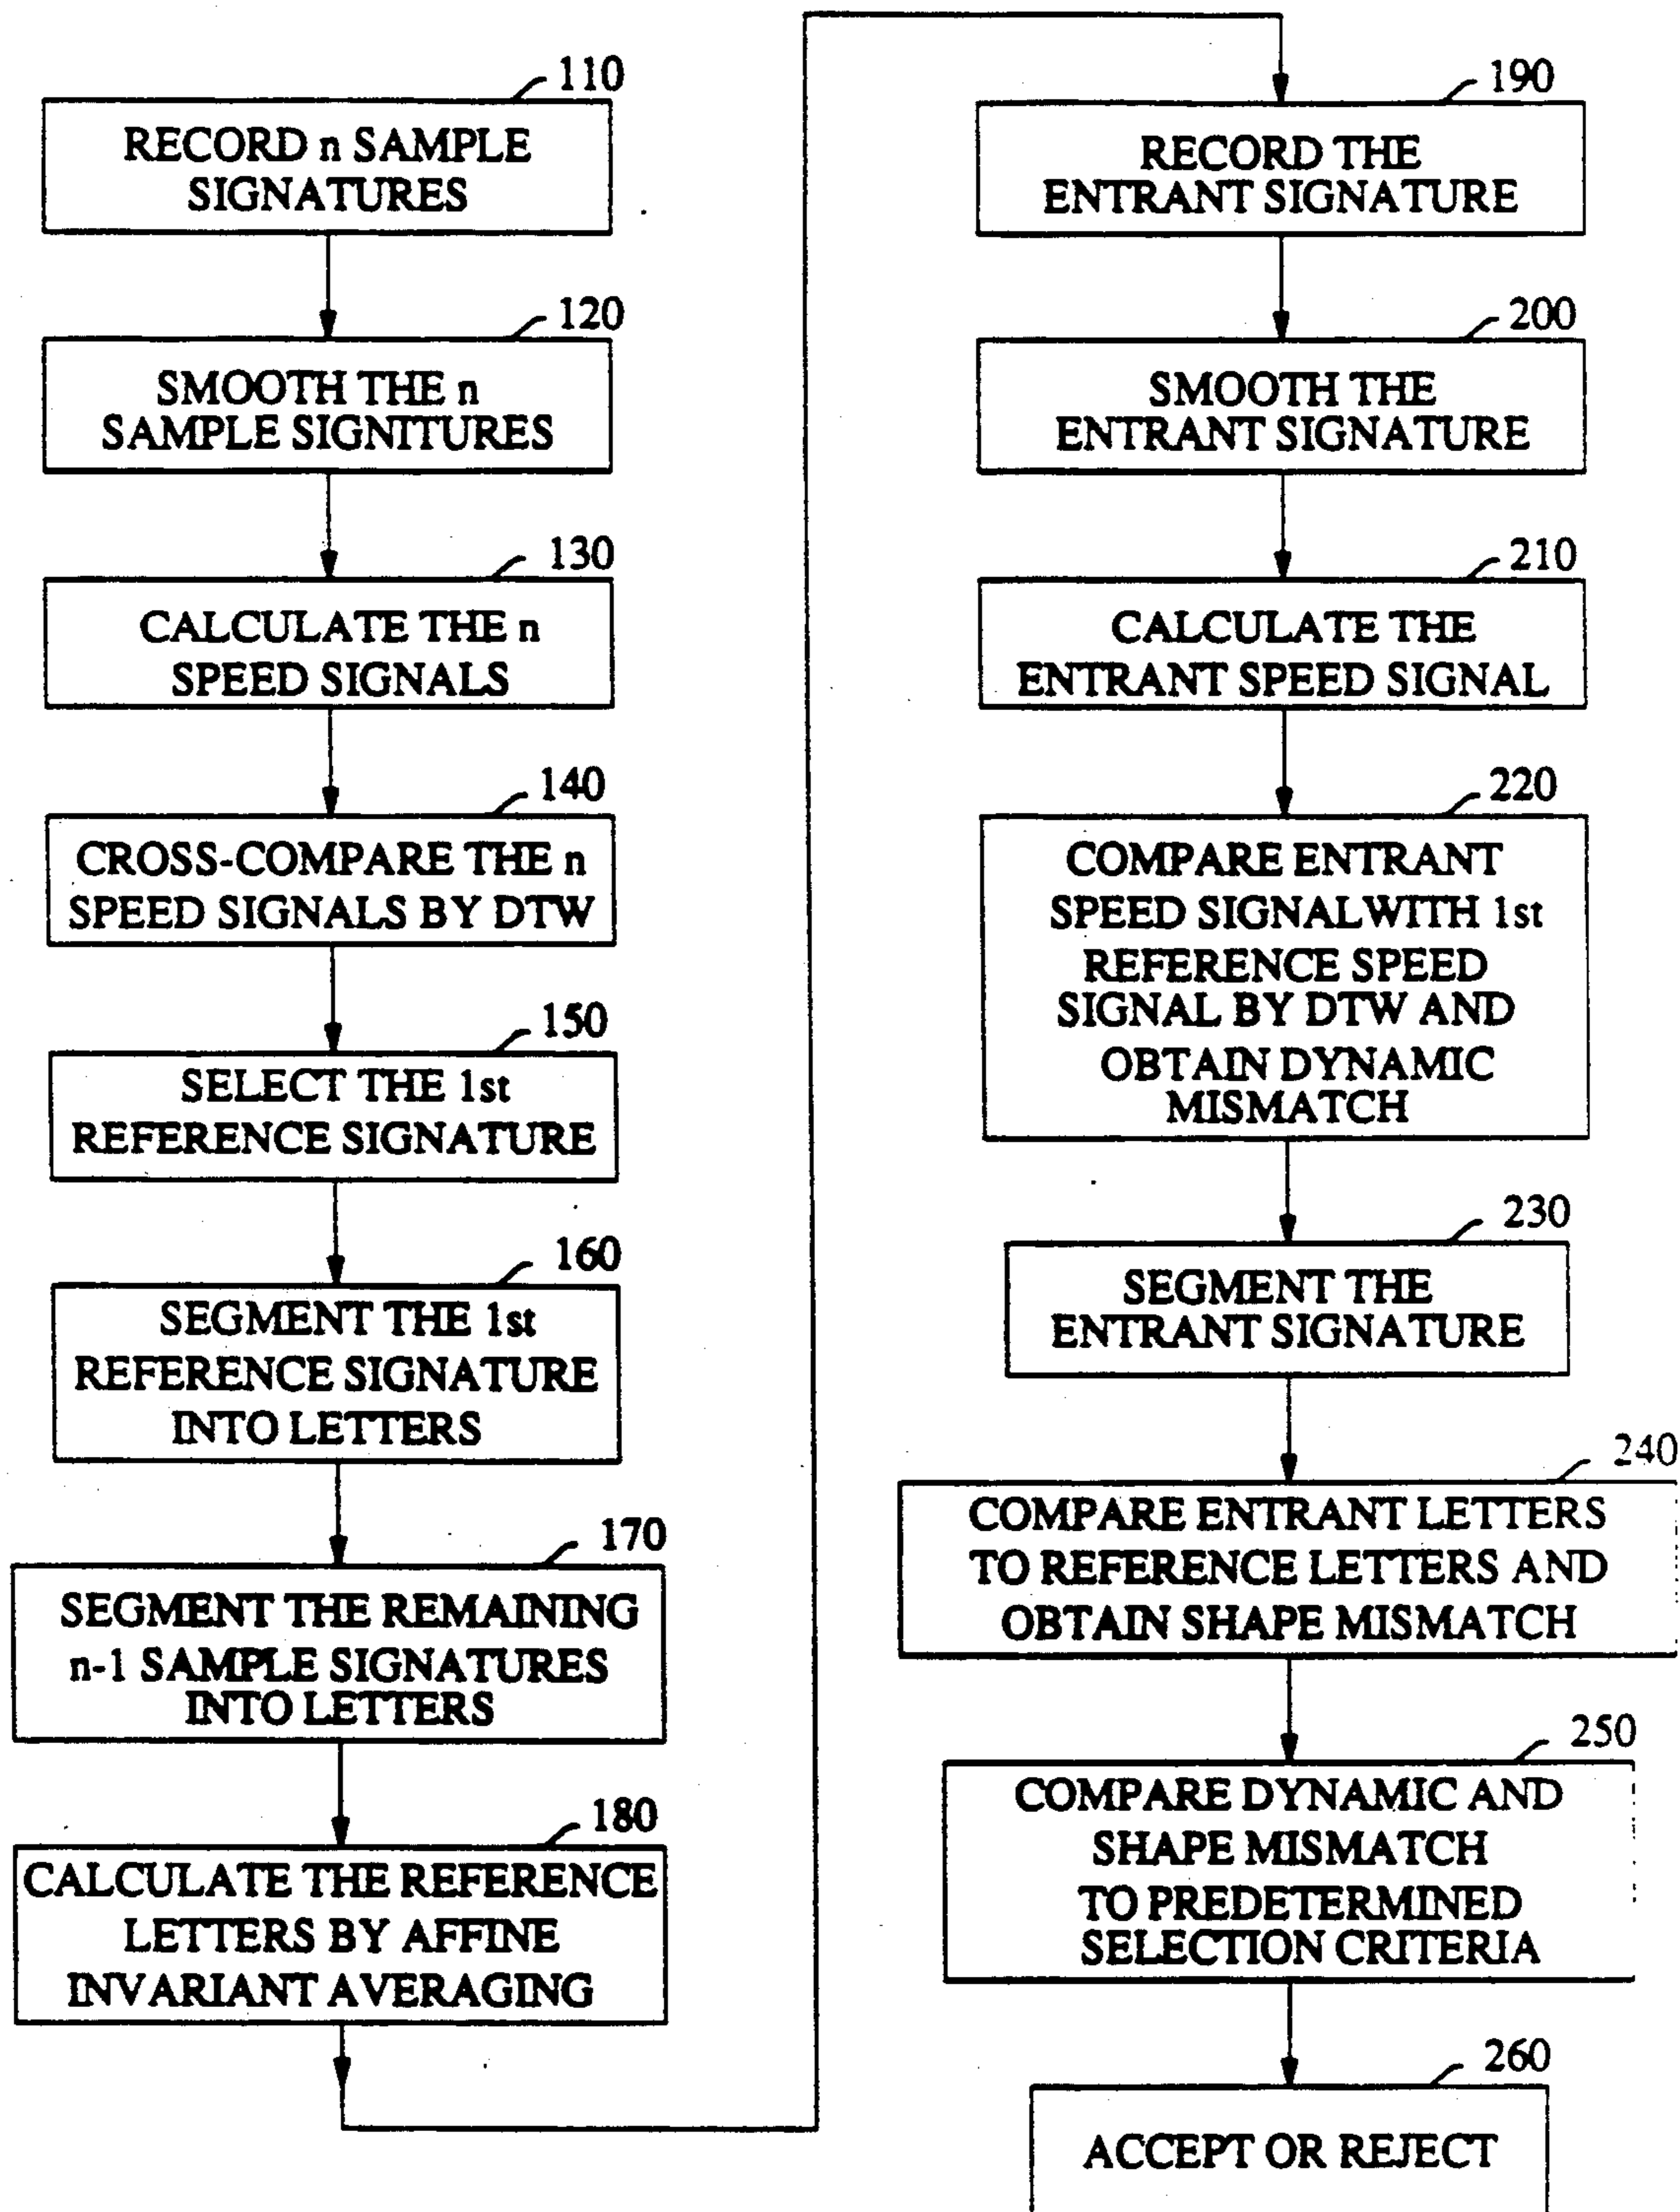 110
RECORD n SAMPLE
SIGNATURES
120
SMOOTH THE n
SAMPLE SIGNITURES
130
CALCULATE THE n
SPEED SIGNALS
140
CROSS-COMPARE THE n
SPEED SIGNALS BY DTW
150
SELECT THE 1st
REFERENCE SIGNATURE
160
SEGMENT THE 1st
REFERENCE SIGNATURE
INTO LETTERS
170
SEGMENT THE REMAINING
n-1 SAMPLE SIGNATURES
INTO LETTERS
180
CALCULATE THE REFERENCE
LETTERS BY AFFINE
INVARIANT AVERAGING
190
RECORD THE
ENTRANT SIGNATURE
200
SMOOTH THE
ENTRANT SIGNATURE
210
CALCULATE THE
ENTRANT SPEED SIGNAL
220
COMPARE ENTRANT
SPEED SIGNALWITH 1st
REFERENCE SPEED
SIGNAL BY DTW AND
OBTAIN DYNAMIC
MISMATCH
230
SEGMENT THE
ENTRANT SIGNATURE
240
COMPARE ENTRANT LETTERS
TO REFERENCE LETTERS AND
OBTAIN SHAPE MISMATCH
250
COMPARE DYNAMIC AND
SHAPE MISMATCH
TO PREDETERMINED
SELECTION CRITERIA
260
ACCEPT OR REJECT